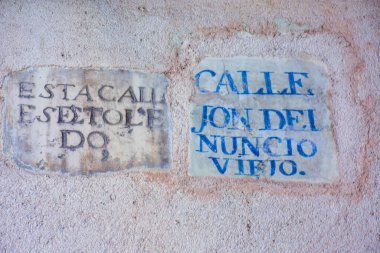 ESTACALL
ESDETOLE
DO,
CALLE
JON DEL
NUNCIO
VIEJO.